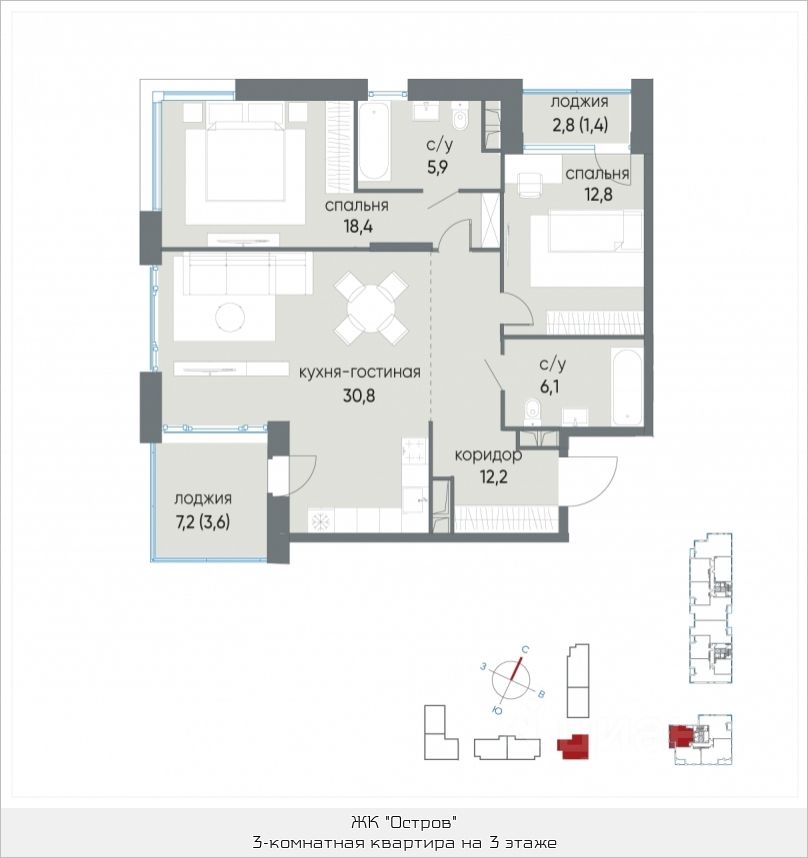 лоджия
2,8 (1,4)
с/у
5,9
спальня
12,8
спальня
18,4
с/у
6,1
кухня-гостиная
30,8
коридор
12,2
лоджия
7,2 (3,6)
С
З
В
Ю
циан
ЖК "Остров"
3-комнатная квартира на 3 этаже